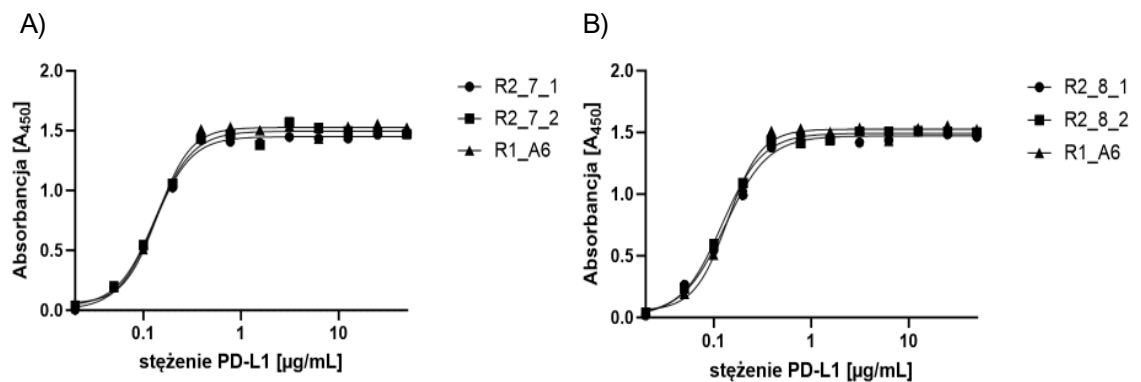 A)
B)
2.0
1.5
1.0
0.5
0.0
Absorbancja [A450]
0.1
1
10
stężenie PD-L1 [µg/mL]
R2_7_1
R2_7_2
R1_A6
2.0
1.5
1.0
0.5
0.0
Absorbancja [A450]
0.1
1
10
stężenie PD-L1 [µg/mL]
R2_8_1
R2_8_2
R1_A6